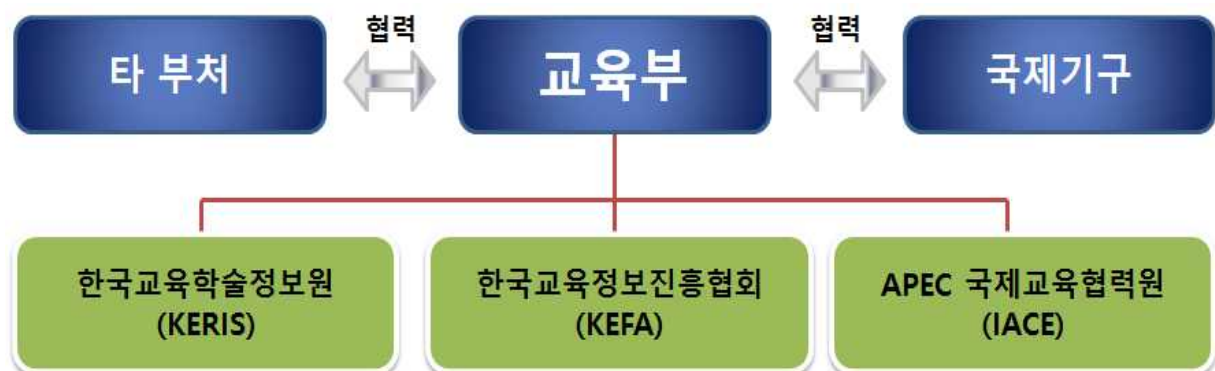 협력
협력
타 부처
교육부
국제기구
한국교육학술정보원
(KERIS)
한국교육정보진흥협회
(KEFA)
APEC 국제교육협력원
(IACE)